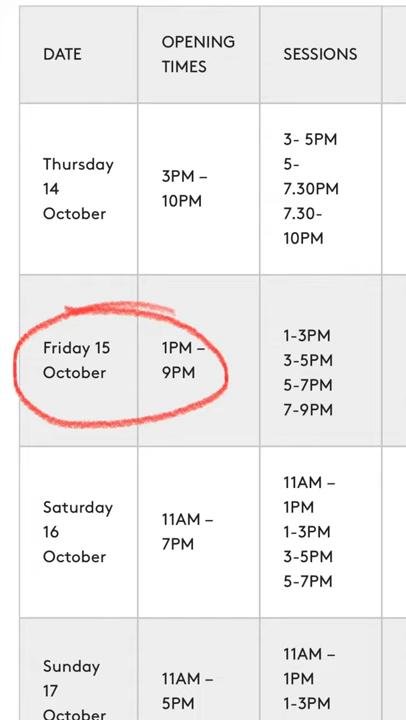 DATE
OPENING
TIMES
SESSIONS
Thursday
14
October
3PM –
10PM
3- 5PM
5-
7.30PM
7.30-
10PM
Friday 15
October
1PM –
9PM
1-3PM
3-5PM
5-7PM
7-9PM
Saturday
16
October
11AM –
7PM
11AM –
1PM
1-3PM
3-5PM
5-7PM
Sunday
17
October
11AM –
5PM
11AM –
1PM
1-3PM